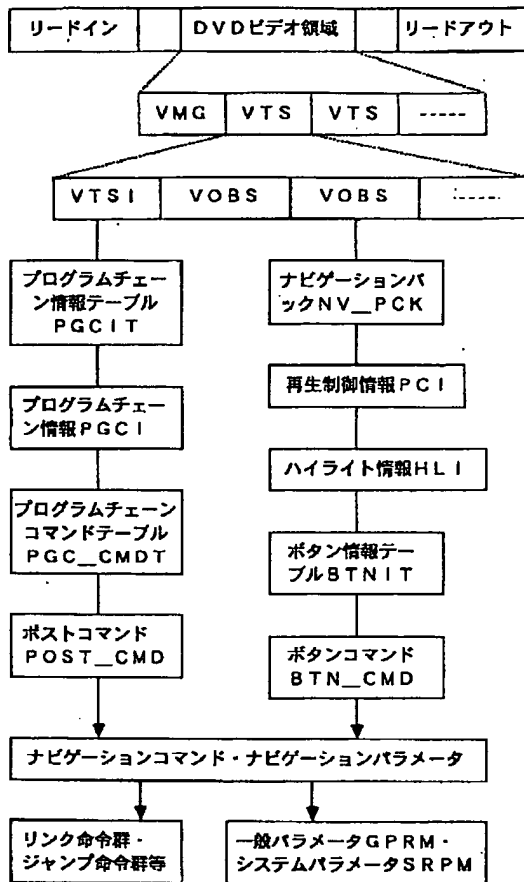 リードイン
DVDビデオ領域
リードアウト
VMG
VTS
VTS
-----
VTSI
VOBS
VOBS
-----
プログラムチェー
ン情報テーブル
PGCIT
ナビゲーションパ
ックNV__PCK
プログラムチェー
ン情報PGCI
再生制御情報PCI
ハイライト情報HLI
プログラムチェーン
コマンドテーブル
PGC__CMDT
ボタン情報テー
ブルBTNIT
ポストコマンド
POST__CMD
ボタンコマンド
BTN__CMD
ナビゲーションコマンド・ナビゲーションパラメータ
リンク命令群・
ジャンプ命令群等
一般パラメータGPRM・
システムパラメータSRPM